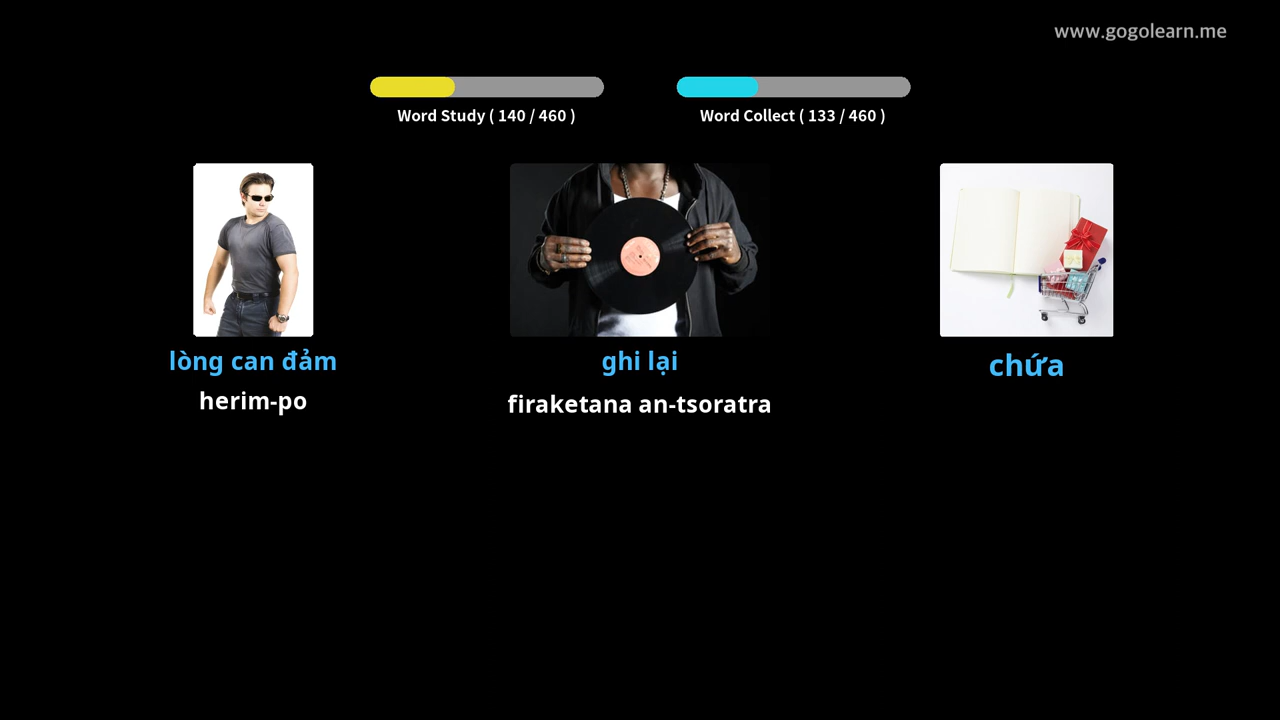 www.gogolearn.me
Word Study ( 140 / 460 )
Word Collect ( 133 / 460 )
lòng can đảm
ghi lại
chứa
herim-po
firaketana an-tsoratra